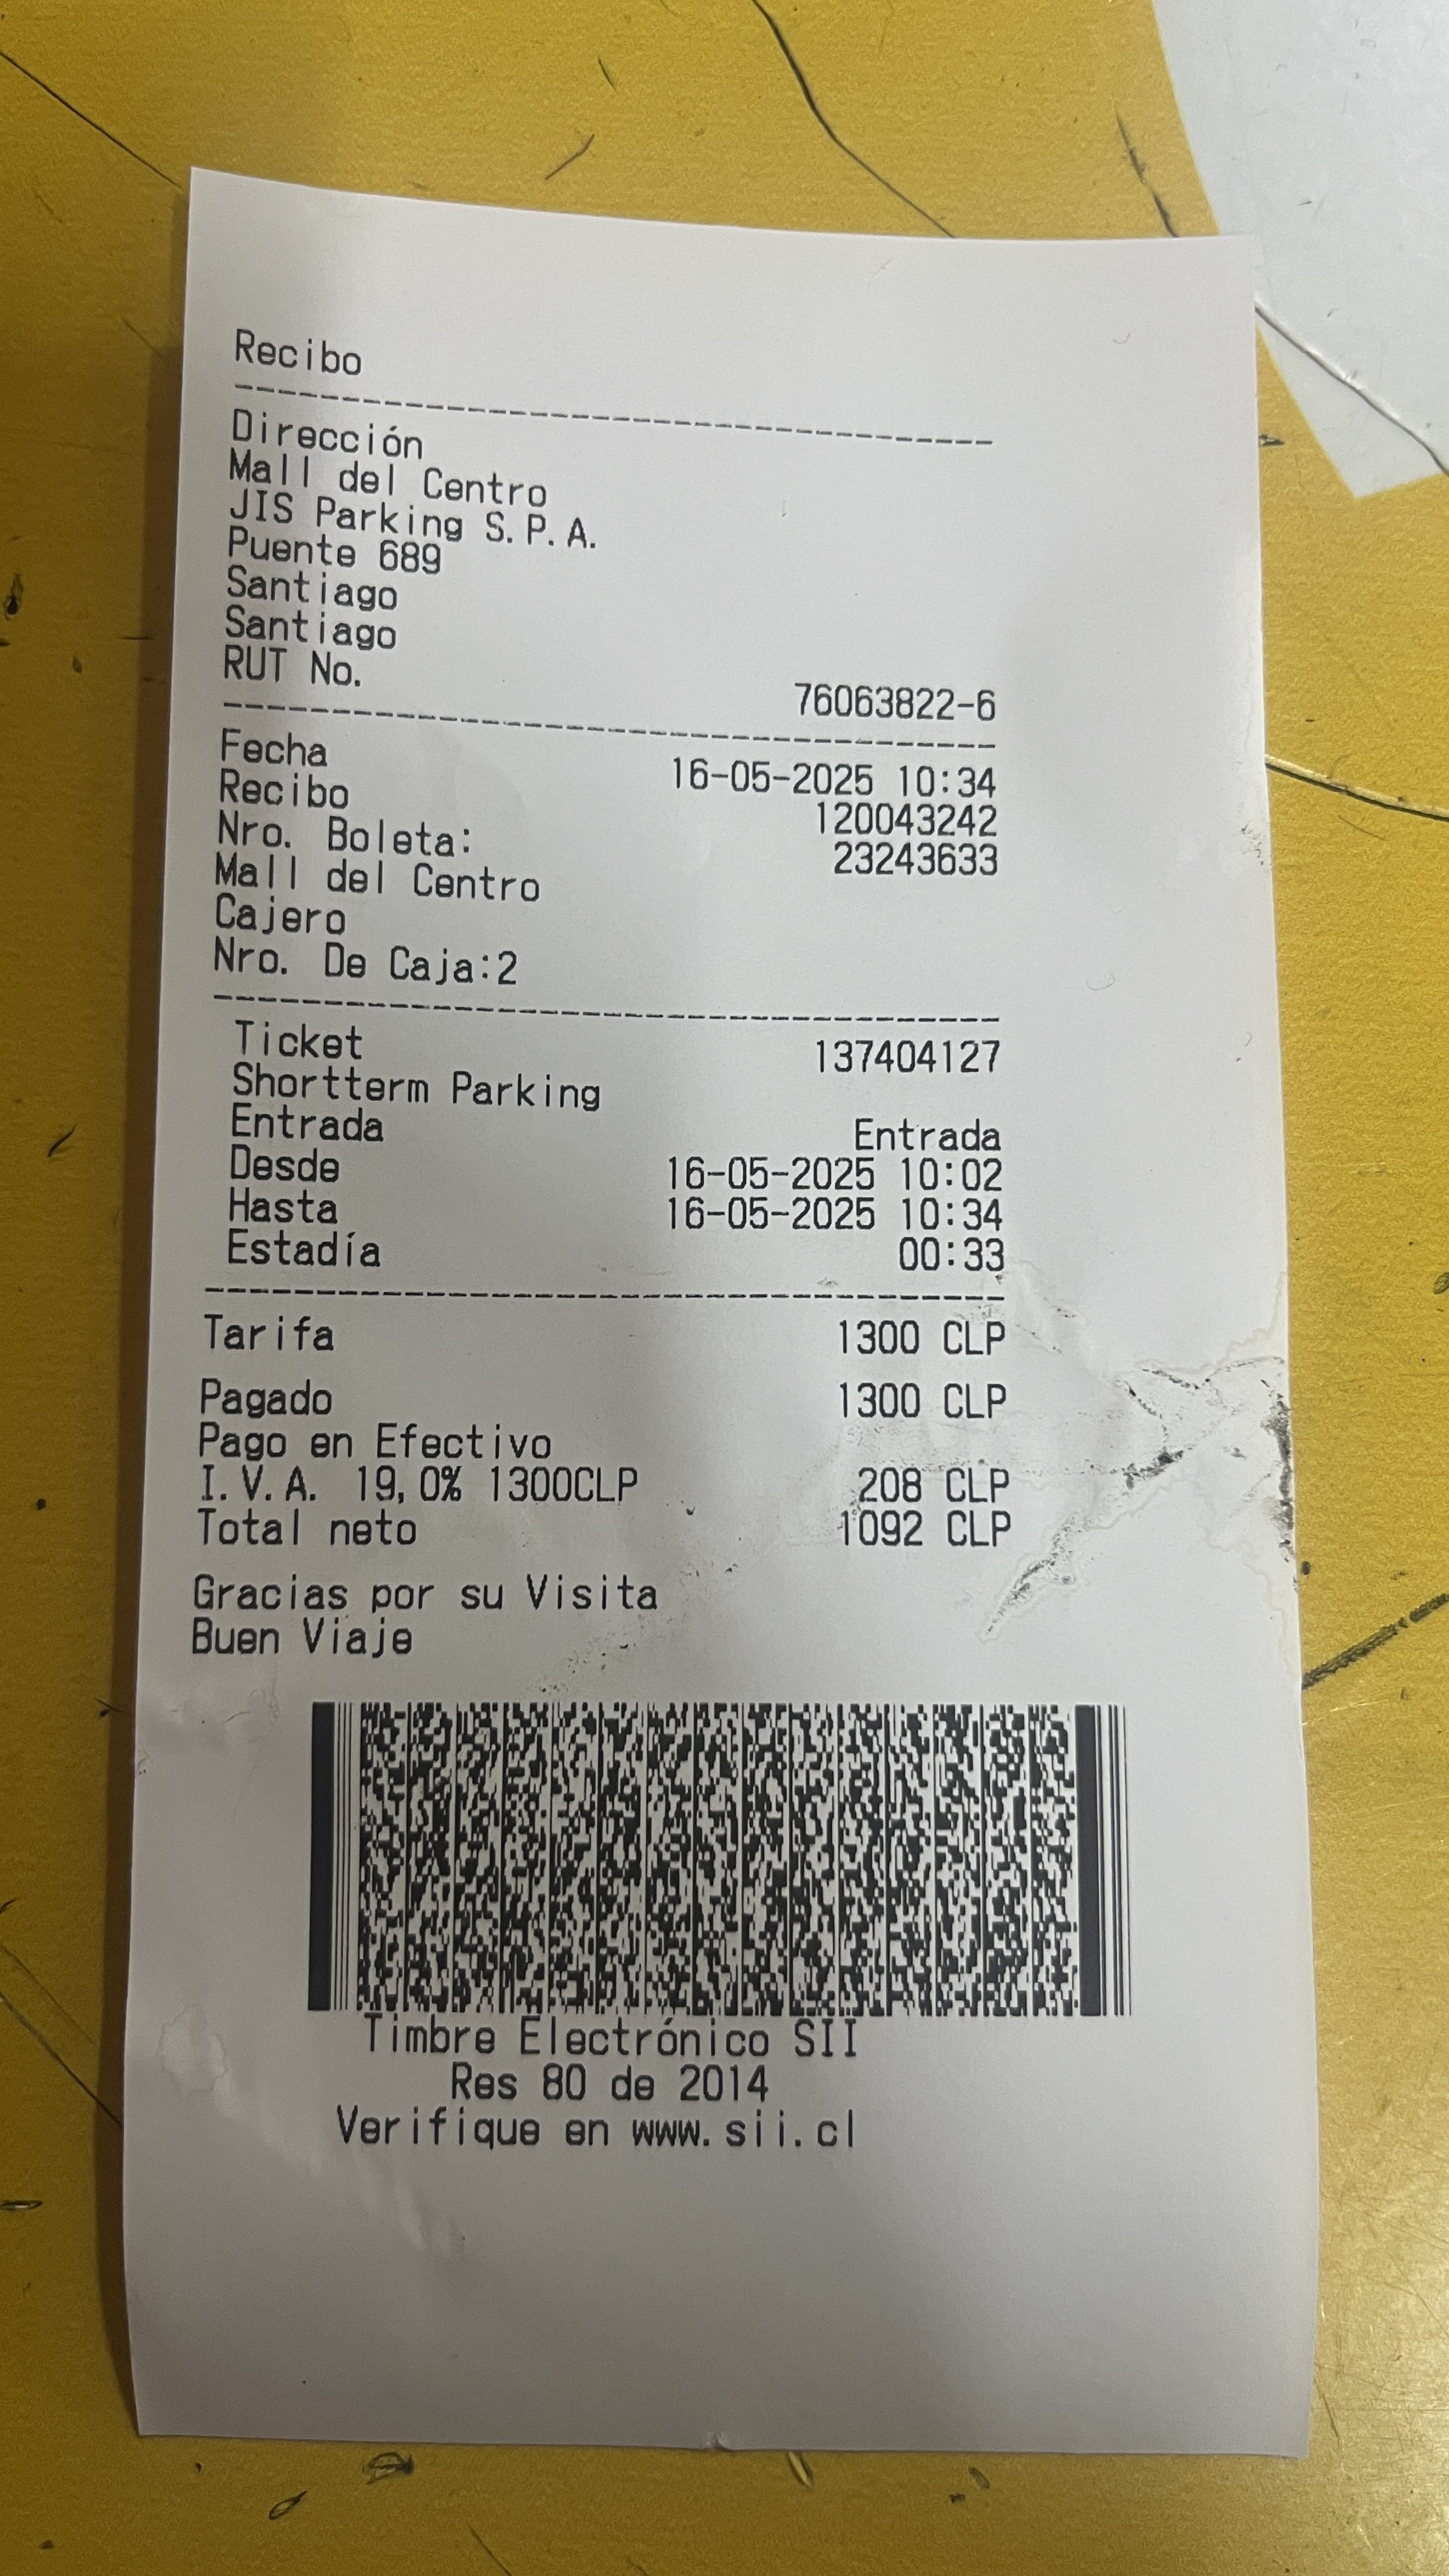 Recibo
Dirección
Mall del Centro
JIS Parking S.P.A.
Puente 689
Santiago
Santiago
RUT No. 76063822-6
Fecha 16-05-2025 10:34
Recibo 120043242
Nro. Boleta: 23243633
Mall del Centro
Cajero
Nro. De Caja:2
Ticket 137404127
Shortterm Parking
Entrada Entrada
Desde 16-05-2025 10:02
Hasta 16-05-2025 10:34
Estadía 00:33
Tarifa 1300 CLP
Pagado 1300 CLP
Pago en Efectivo
I.V.A. 19,0% 1300CLP 208 CLP
Total neto 1092 CLP
Gracias por su Visita
Buen Viaje
Timbre Electrónico SII
Res 80 de 2014
Verifique en www.sii.cl